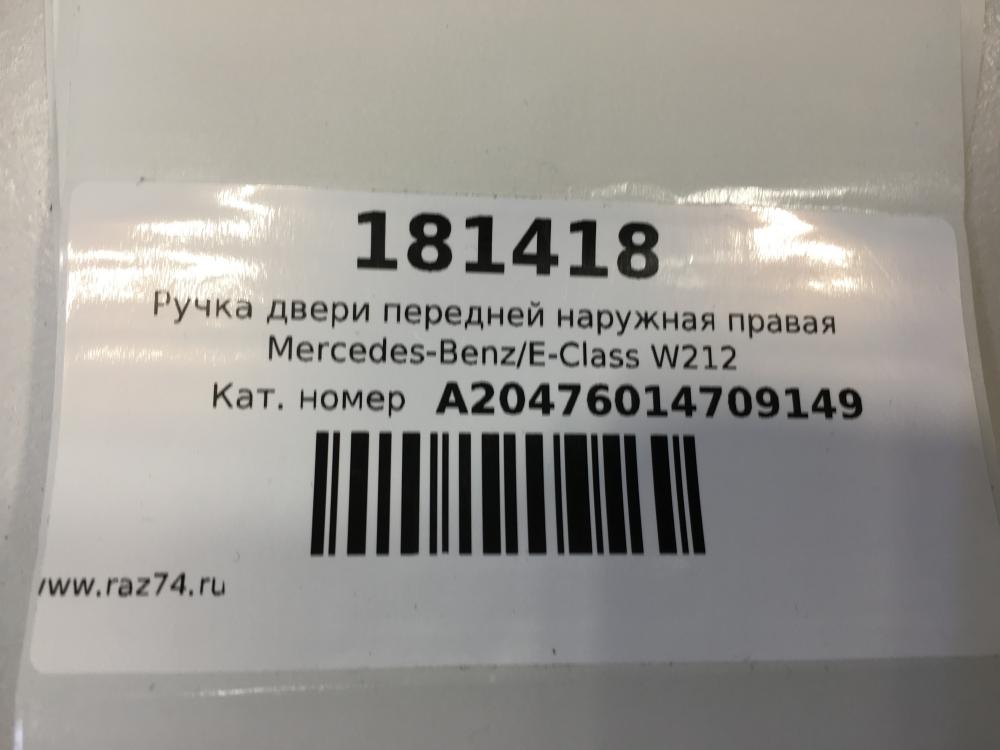 181418
Ручка двери передней наружная правая
Mercedes-Benz/E-Class W212
Кат. номер A20476014709149
www.raz74.ru